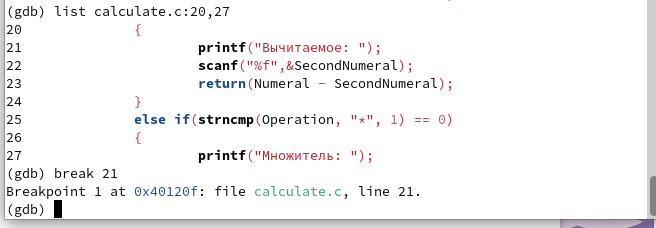 (gdb) list calculate.c:20,27
20 {
21 printf("Вычитаемое: ");
22 scanf("%f",&SecondNumeral);
23 return(Numeral - SecondNumeral);
24 }
25 else if(strncmp(Operation, "*", 1) == 0)
26 {
27 printf("Множитель: ");
(gdb) break 21
Breakpoint 1 at 0x40120f: file calculate.c, line 21.
(gdb)